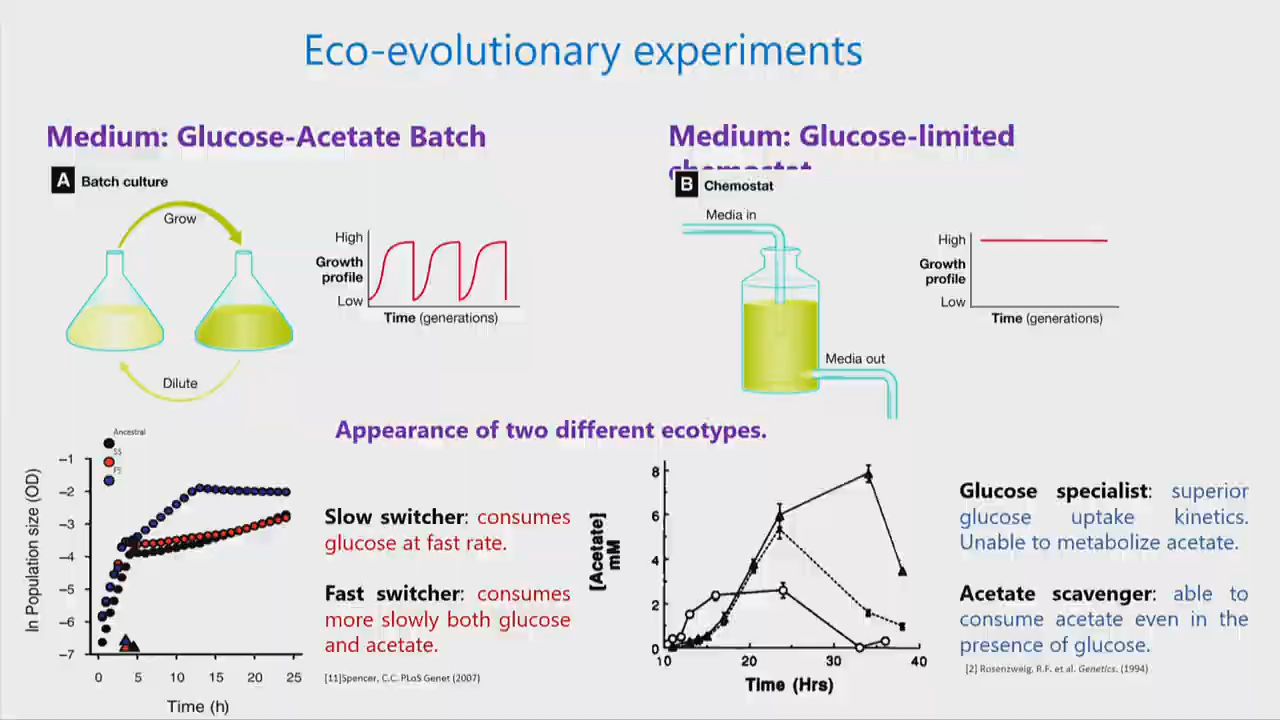 Eco-evolutionary experiments
Medium: Glucose-Acetate Batch
A Batch culture
Grow
Dilute
High
Growth
profile
Low
Time (generations)
Medium: Glucose-limited
chemostat
B Chemostat
Media in
Media out
High
Growth
profile
Low
Time (generations)
Appearance of two different ecotypes.
Ancestral
SS
FS
ln Population size (OD)
−1
−2
−3
−4
−5
−6
−7
0 5 10 15 20 25
Time (h)
Slow switcher: consumes
glucose at fast rate.
Fast switcher: consumes
more slowly both glucose
and acetate.
[11]Spencer, C.C. PLoS Genet (2007)
[Acetate]
mM
8
6
4
2
0
10 20 30 40
Time (Hrs)
Glucose specialist: superior
glucose uptake kinetics.
Unable to metabolize acetate.
Acetate scavenger: able to
consume acetate even in the
presence of glucose.
[2] Rosenzweig, R.F. et al. Genetics. (1994)